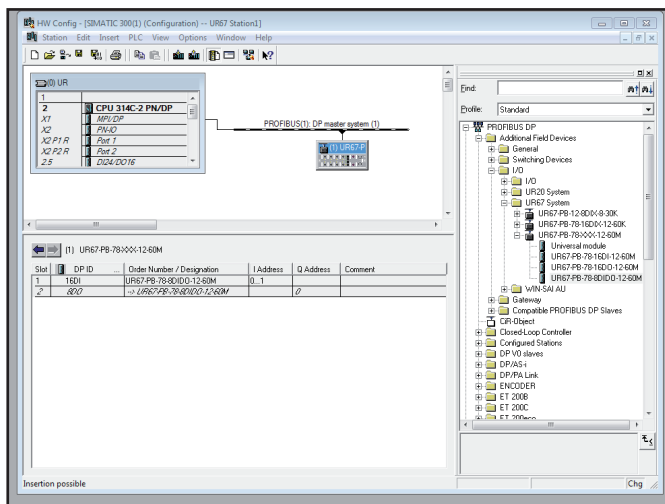 HW Config - [SIMATIC 300(1) (Configuration) -- UR67 Station1]
Station Edit Insert PLC View Options Window Help
(0) UR
1
2 CPU 314C-2 PN/DP
X1 MPI/DP
X2 PN-IO
X2 P1 R Port 1
X2 P2 R Port 2
2.5 DI24/DO16
PROFIBUS(1): DP master system (1)
(1) UR67-P
(1) UR67-PB-78-XXX-12-60M
Slot DP ID ... Order Number / Designation I Address Q Address Comment
1 16DI UR67-PB-78-8DIDO-12-60M 0...1
2 8DO --> UR67-PB-78-8DIDO-12-60M 0
Find:
Profile: Standard
PROFIBUS DP
Additional Field Devices
General
Switching Devices
I/O
I/O
UR20 System
UR67 System
UR67-PB-12-8DIX-8-30K
UR67-PB-78-16DIX-12-60K
UR67-PB-78-XXX-12-60M
Universal module
UR67-PB-78-16DI-12-60M
UR67-PB-78-16DO-12-60M
UR67-PB-78-8DIDO-12-60M
WIN-SAI AU
Gateway
Compatible PROFIBUS DP Slaves
CiR-Object
Closed-Loop Controller
Configured Stations
DP V0 slaves
DP/AS-i
DP/PA Link
ENCODER
ET 200B
ET 200C
ET 200eco
Insertion possible
Chg